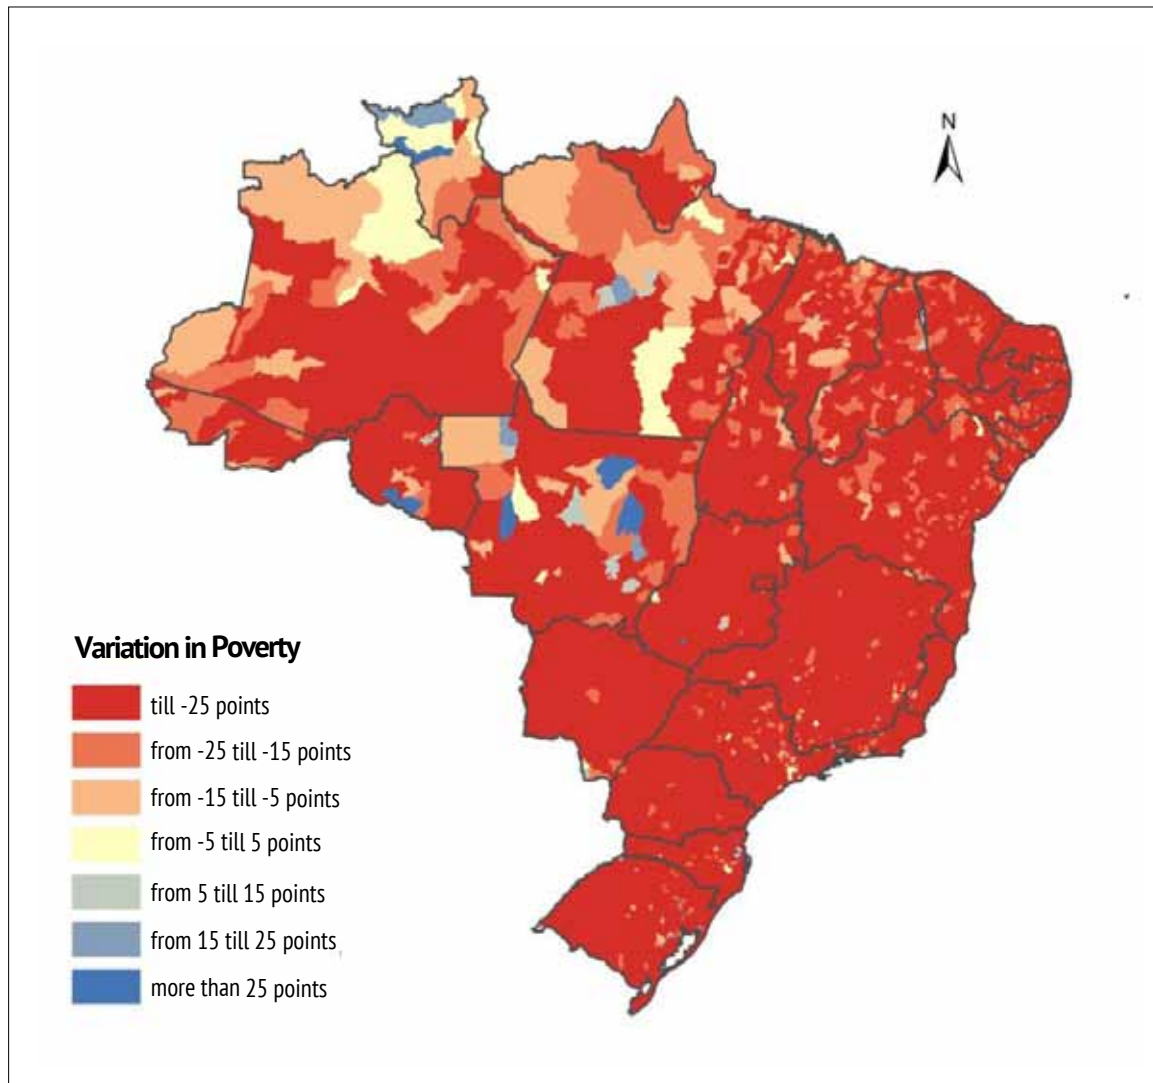 N
Variation in Poverty
till -25 points
from -25 till -15 points
from -15 till -5 points
from -5 till 5 points
from 5 till 15 points
from 15 till 25 points
more than 25 points